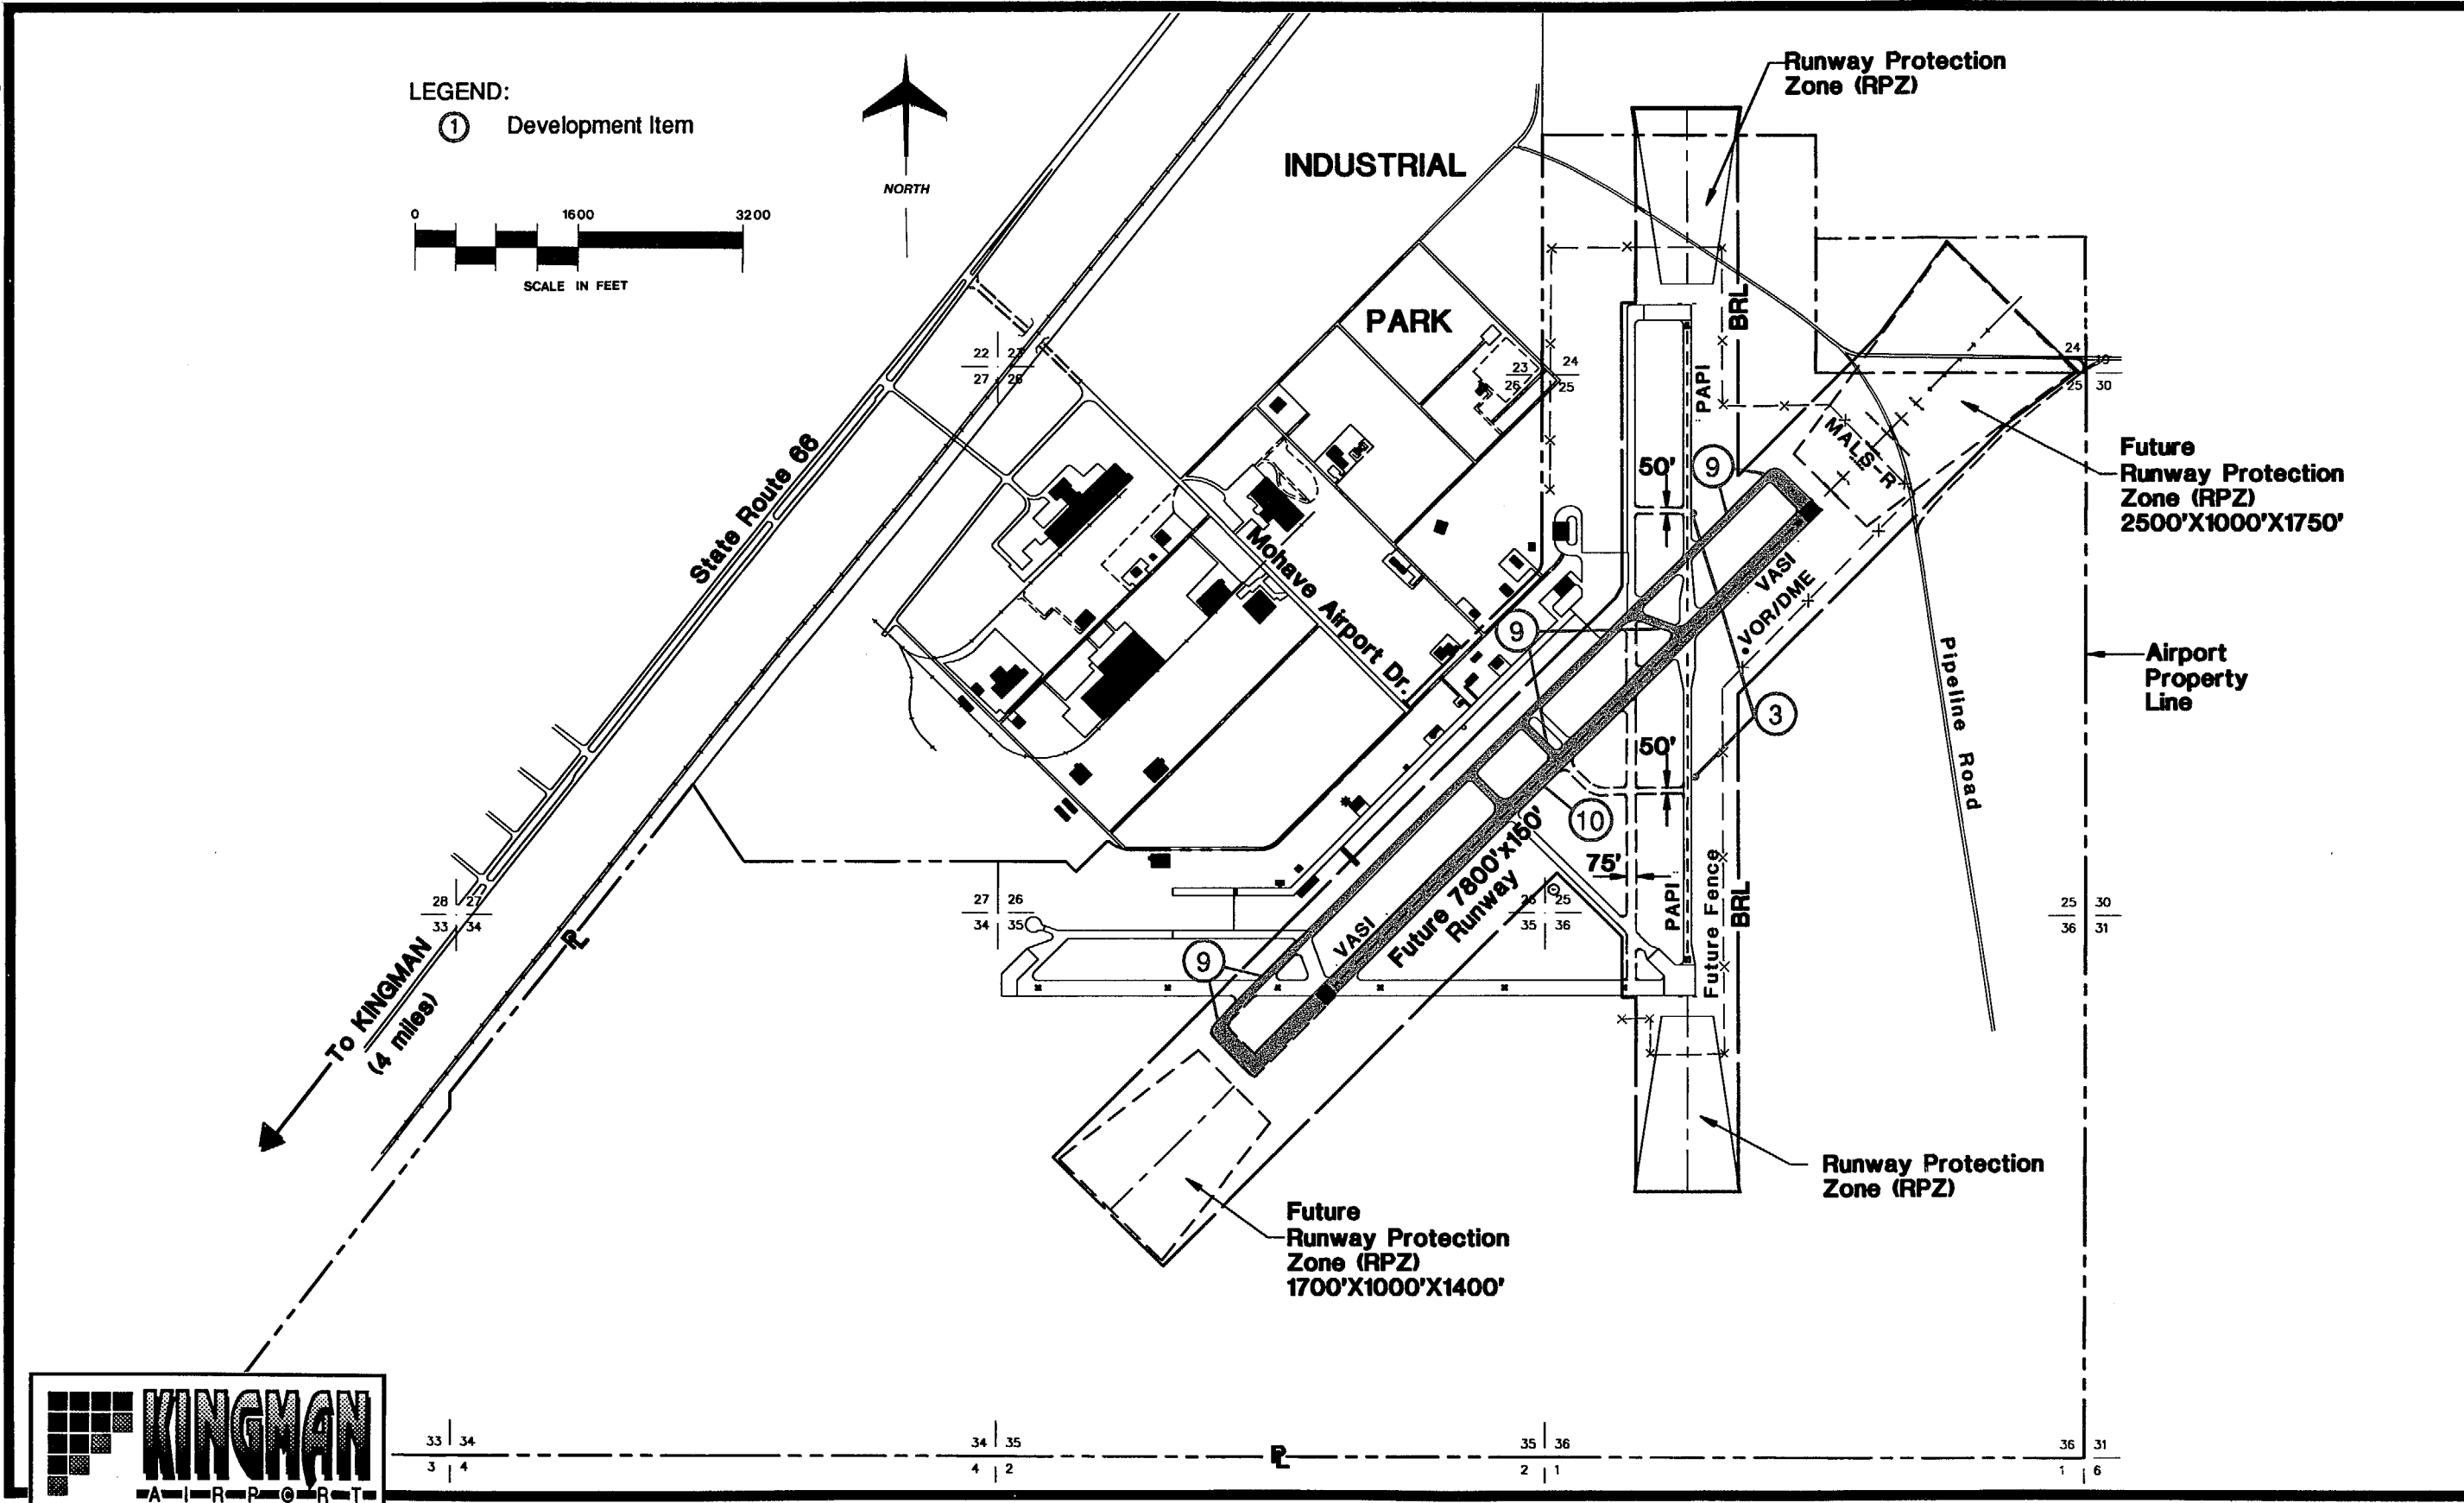 LEGEND:
1 Development Item
0 1600 3200
SCALE IN FEET
NORTH
INDUSTRIAL
PARK
Runway Protection
Zone (RPZ)
BRL
PAPI
22 23
27 26
23 24
26 25
24 19
25 30
State Route 66
Mohave Airport Dr.
MALS-R
Future
Runway Protection
Zone (RPZ)
2500'X1000'X1750'
50'
9
VASI
VOR/DME
9
Pipeline Road
Airport
Property
Line
3
50'
10
75'
Future 7800'x150'
Runway
VASI
PAPI
Future Fence
BRL
9
28 27
33 34
27 26
34 35
26 25
35 36
25 30
36 31
PL
To KINGMAN
(4 miles)
Runway Protection
Zone (RPZ)
Future
Runway Protection
Zone (RPZ)
1700'X1000'X1400'
33 34
3 4
34 35
4 2
PL
35 36
2 1
36 31
1 6
KINGMAN
AIRPORT